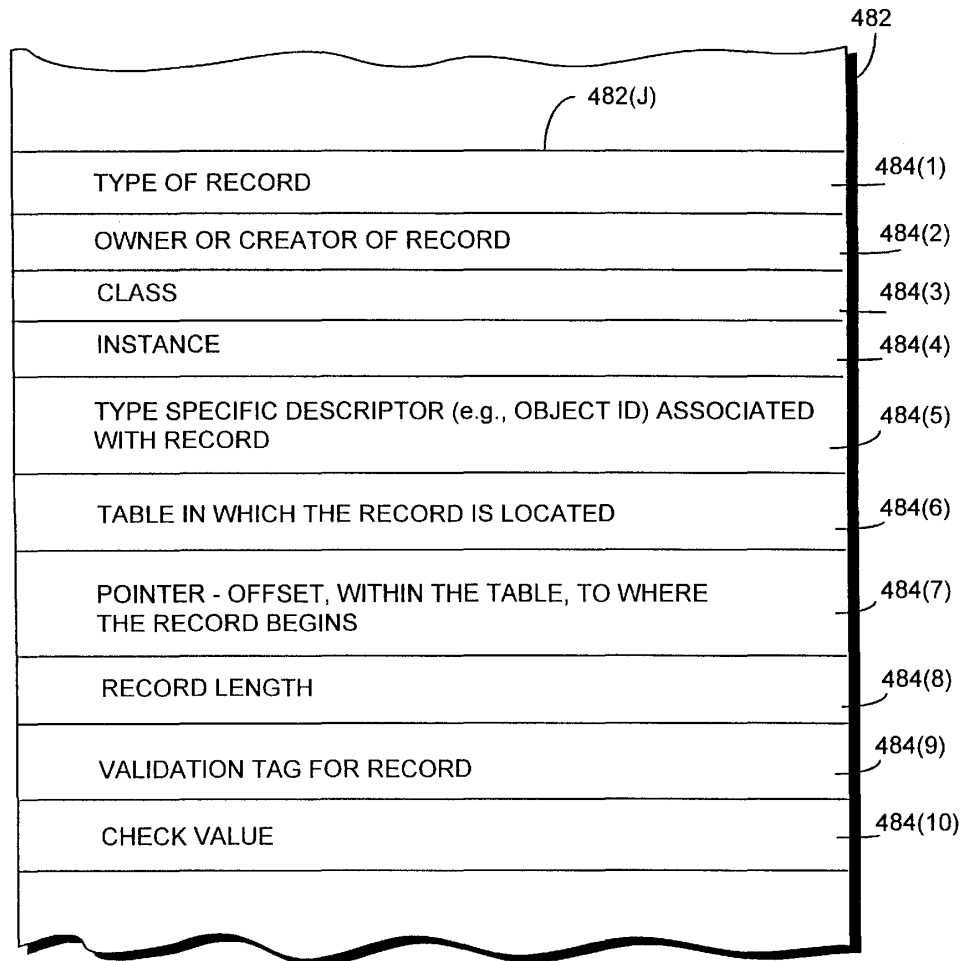 482
482(J)
TYPE OF RECORD
484(1)
OWNER OR CREATOR OF RECORD
484(2)
CLASS
484(3)
INSTANCE
484(4)
TYPE SPECIFIC DESCRIPTOR (e.g., OBJECT ID) ASSOCIATED
WITH RECORD
484(5)
TABLE IN WHICH THE RECORD IS LOCATED
484(6)
POINTER - OFFSET, WITHIN THE TABLE, TO WHERE
THE RECORD BEGINS
484(7)
RECORD LENGTH
484(8)
VALIDATION TAG FOR RECORD
484(9)
CHECK VALUE
484(10)